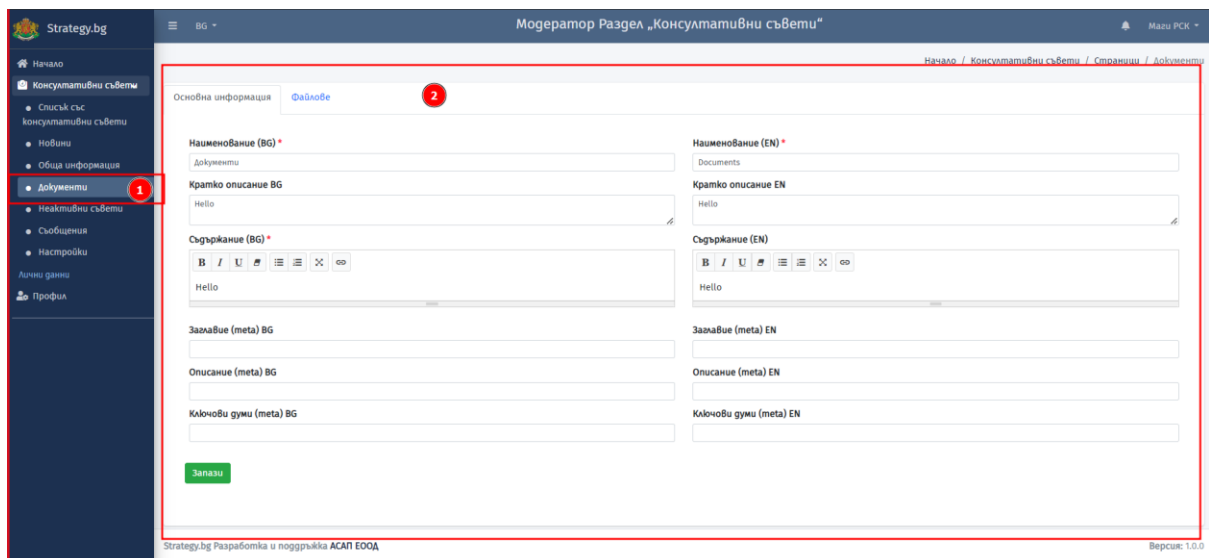 Strategy.bg
BG
Модератор Раздел „Консултативни съвети“
Маги РСК
Начало
Консултативни съвети
Списък със
консултативни съвети
Новини
Обща информация
Документи
1
Неактивни съвети
Съобщения
Настройки
Лични данни
Профил
Начало / Консултативни съвети / Страници / Документи
Основна информация Файлове
2
Наименование (BG) * Наименование (EN) *
Документи Documents
Кратко описание BG Кратко описание EN
Hello Hello
Съдържание (BG) * Съдържание (EN)
B I U B I U
Hello Hello
Заглавие (meta) BG Заглавие (meta) EN
Описание (meta) BG Описание (meta) EN
Ключови думи (meta) BG Ключови думи (meta) EN
Запази
Strategy.bg Разработка и поддръжка АСАП ЕООД Версия: 1.0.0